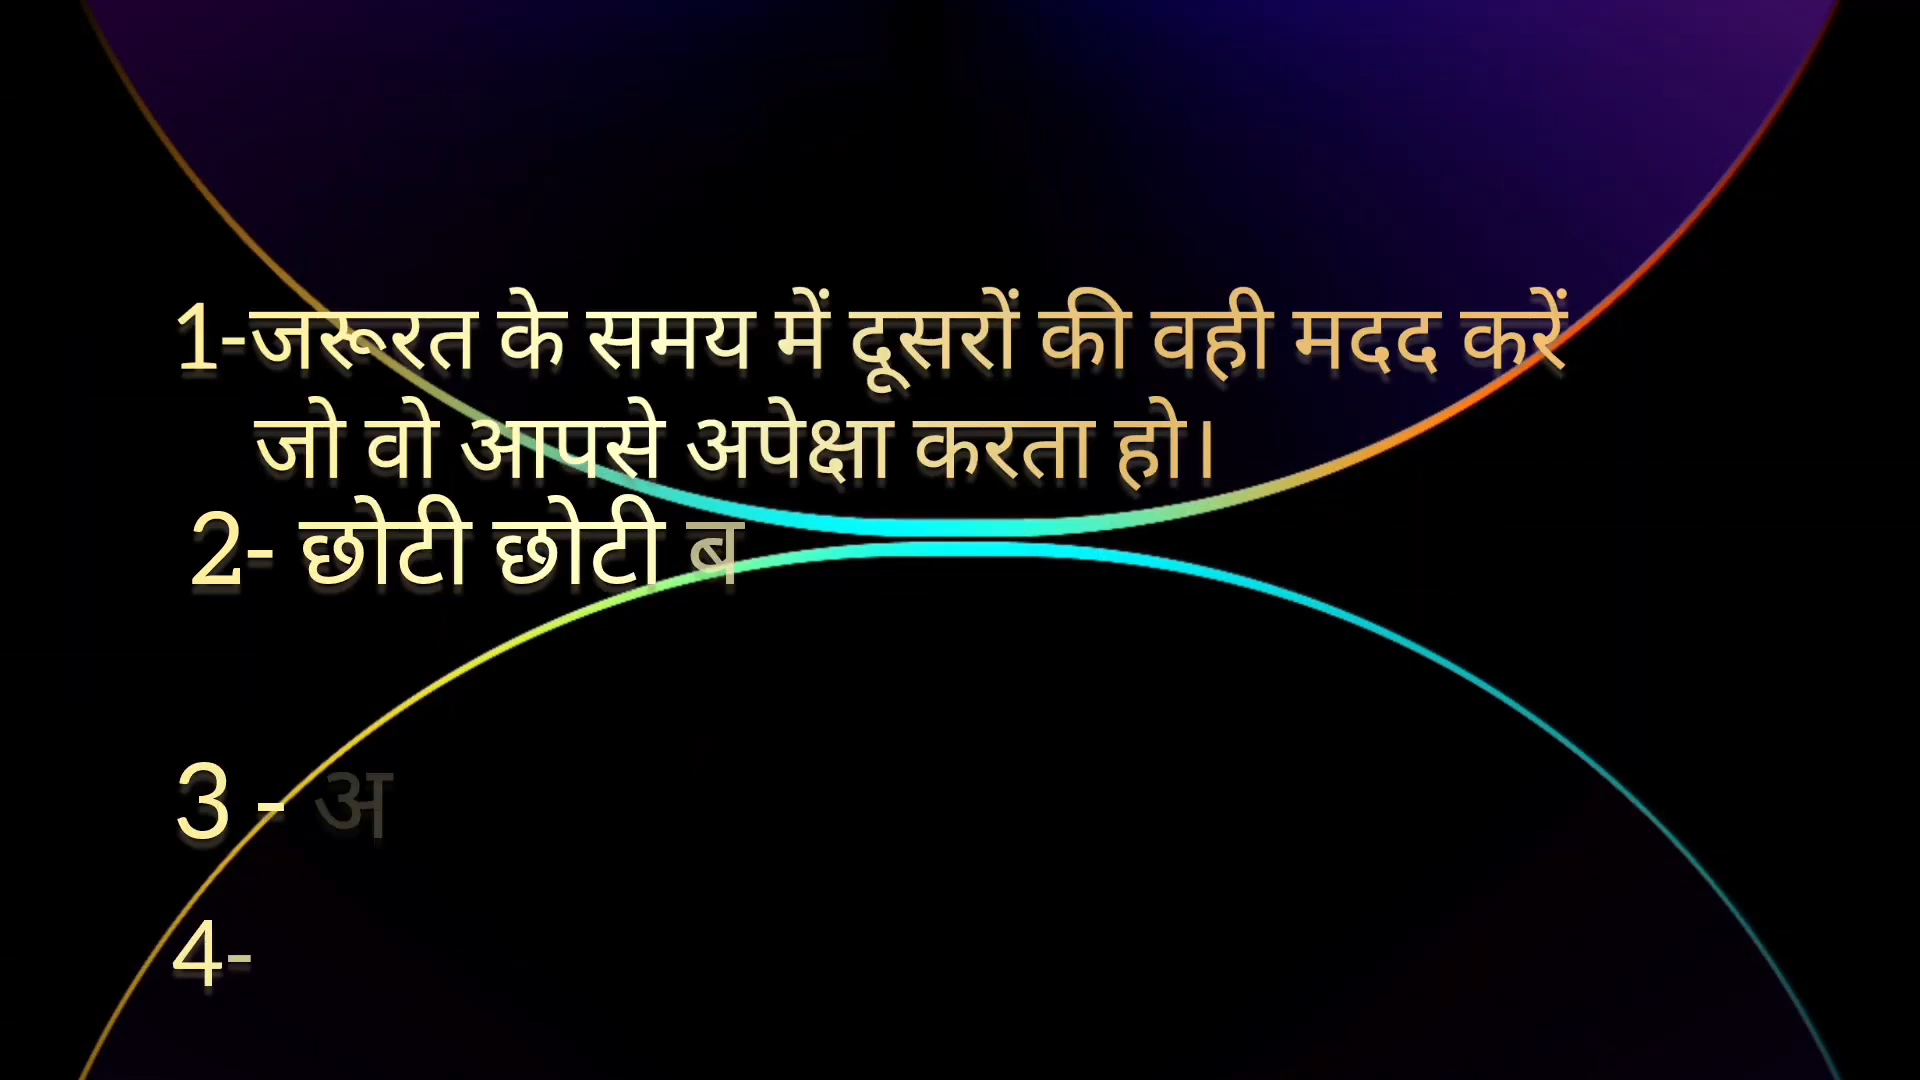 1-जरूरत के समय में दूसरों की वही मदद करें
जो वो आपसे अपेक्षा करता हो।
2- छोटी छोटी ब
3 - अ
4-